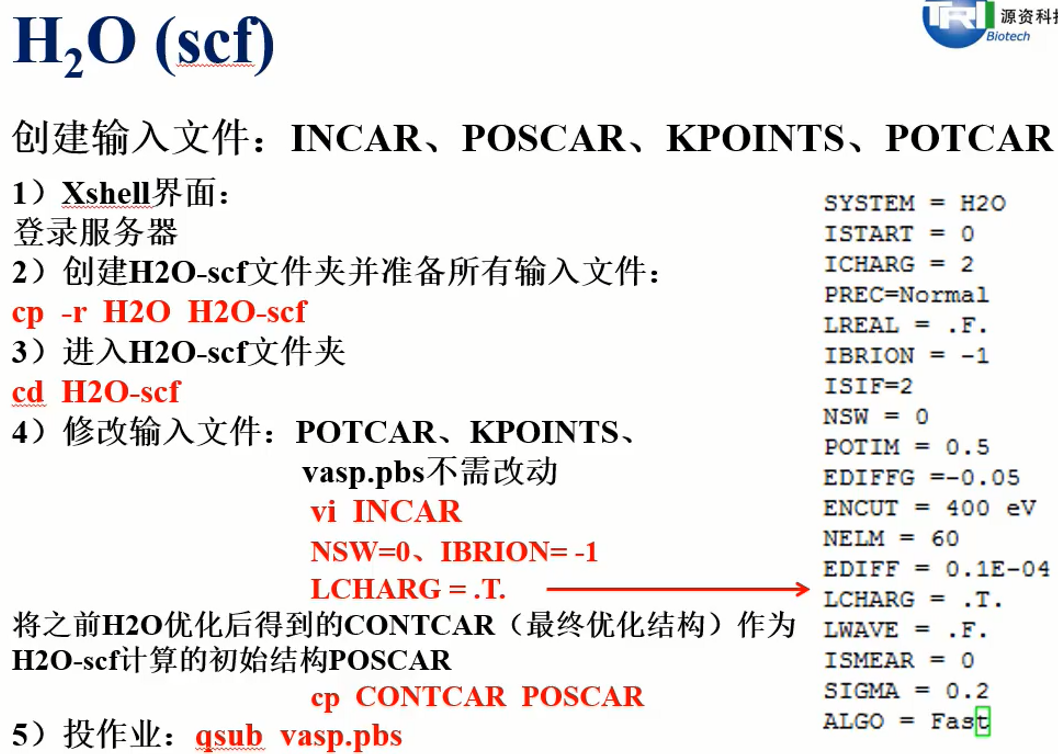 H₂O (scf)
TRI 源资科技
Biotech
创建输入文件：INCAR、POSCAR、KPOINTS、POTCAR
1）Xshell界面：
登录服务器
2）创建H2O-scf文件夹并准备所有输入文件：
cp -r H2O H2O-scf
3）进入H2O-scf文件夹
cd H2O-scf
4）修改输入文件：POTCAR、KPOINTS、
vasp.pbs不需改动
vi INCAR
NSW=0、IBRION= -1
LCHARG = .T.
将之前H2O优化后得到的CONTCAR（最终优化结构）作为
H2O-scf计算的初始结构POSCAR
cp CONTCAR POSCAR
5）投作业：qsub vasp.pbs
SYSTEM = H2O
ISTART = 0
ICHARG = 2
PREC=Normal
LREAL = .F.
IBRION = -1
ISIF=2
NSW = 0
POTIM = 0.5
EDIFFG =-0.05
ENCUT = 400 eV
NELM = 60
EDIFF = 0.1E-04
LCHARG = .T.
LWAVE = .F.
ISMEAR = 0
SIGMA = 0.2
ALGO = Fast